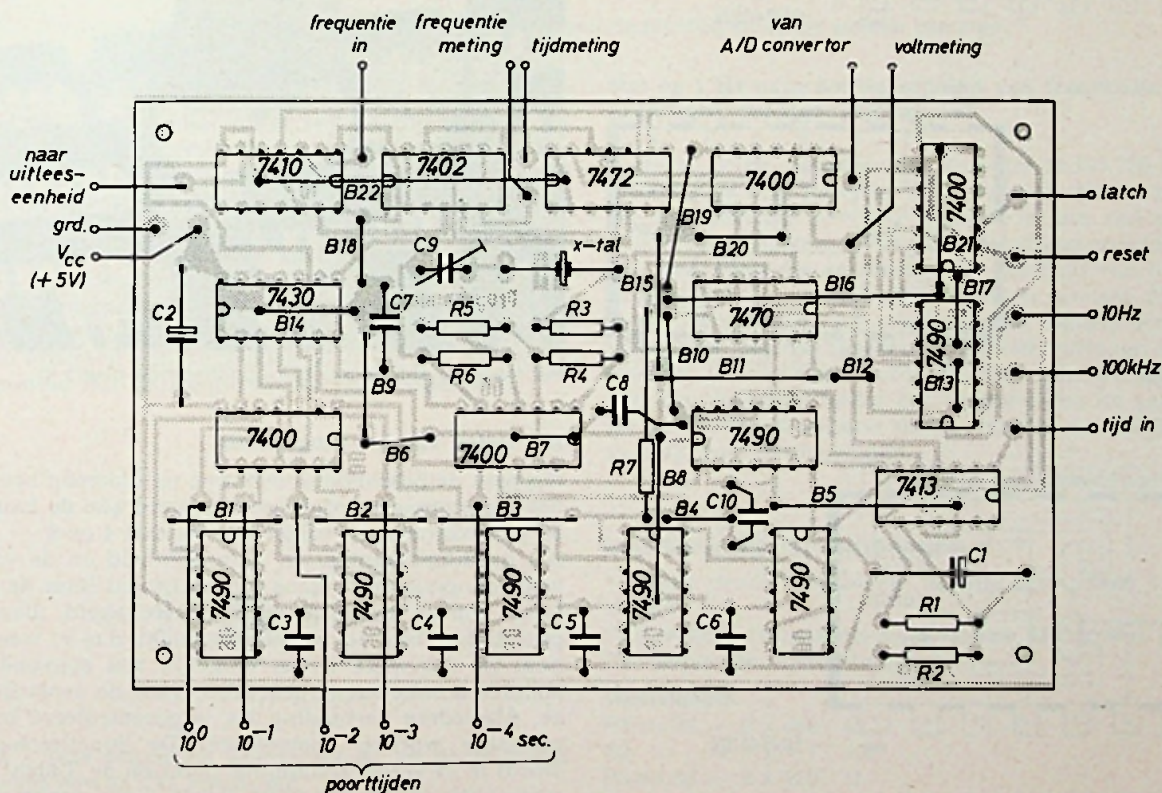 frequentie
in
frequentie
meting
tijdmeting
van
A/D convertor
voltmeting
naar
uitlees-
eenheid
grd.
Vcc
(+5V)
7410
B22
7402
7472
7400
7400
B21
latch
reset
10Hz
100kHz
tijd in
B18
C9
x-tal
B19
B20
B15
B16
B17
C2
7430
B14
C7
R5
R3
7470
7490
R6
R4
B9
B10
B11
B12
B13
C8
7400
B6
7400
B7
R7
B8
7490
7413
B1
B2
B3
B4
C10
B5
7490
7490
7490
7490
7490
C3
C4
C5
C6
C1
R1
R2
10⁰
10⁻¹
10⁻²
10⁻³
10⁻⁴ sec.
poorttijden